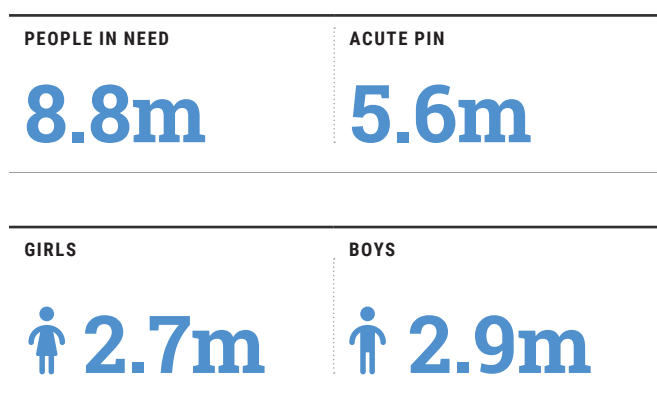 PEOPLE IN NEED
ACUTE PIN
8.8m
5.6m
GIRLS
BOYS
2.7m
2.9m